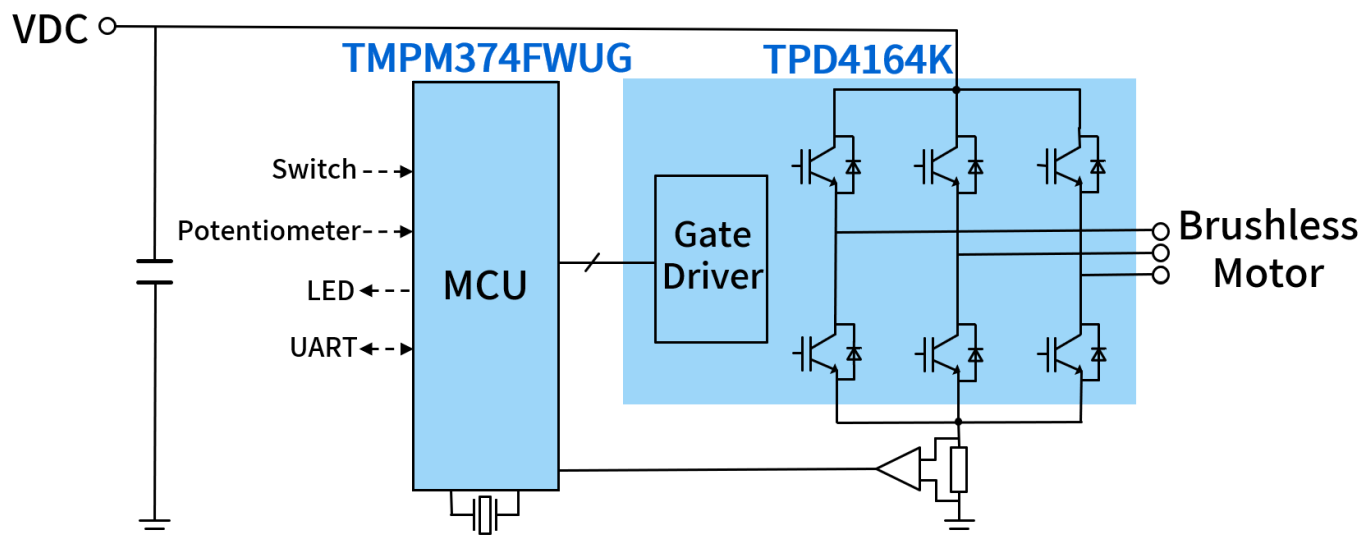 VDC
TMPM374FWUG
TPD4164K
Switch
Potentiometer
LED
UART
MCU
Gate
Driver
Brushless
Motor